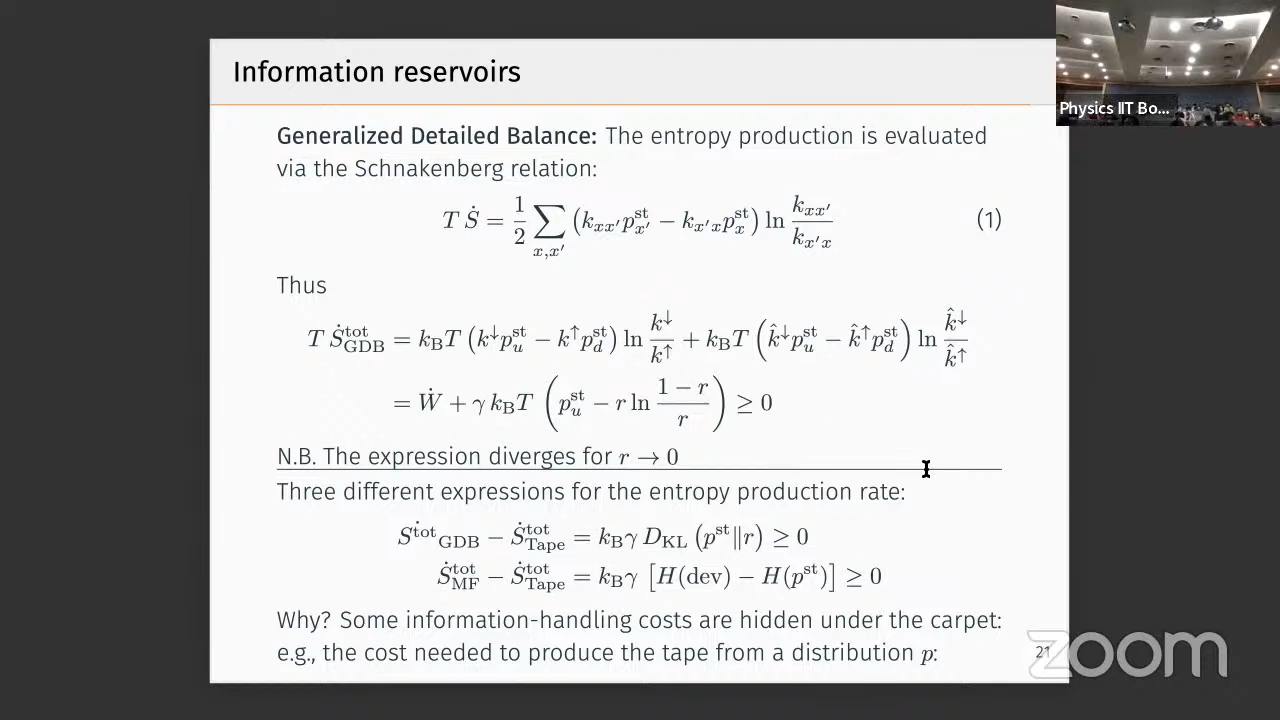 Information reservoirs
Physics IIT Bo...
Generalized Detailed Balance: The entropy production is evaluated
via the Schnakenberg relation:
T Ṡ = 1/2 ∑_{x,x′} (k_{xx′} p^{st}_{x′} − k_{x′x} p^{st}_x) ln k_{xx′}/k_{x′x} (1)
Thus
T Ṡ^{tot}_{GDB} = k_B T (k^↓ p^{st}_u − k^↑ p^{st}_d) ln k^↓/k^↑ + k_B T (k̂^↓ p^{st}_u − k̂^↑ p^{st}_d) ln k̂^↓/k̂^↑
= Ẇ + γ k_B T (p^{st}_u − r ln (1 − r)/r) ≥ 0
N.B. The expression diverges for r → 0
Three different expressions for the entropy production rate:
Ṡ^{tot}_{GDB} − Ṡ^{tot}_{Tape} = k_B γ D_{KL} (p^{st}‖r) ≥ 0
Ṡ^{tot}_{MF} − Ṡ^{tot}_{Tape} = k_B γ [H(dev) − H(p^{st})] ≥ 0
Why? Some information-handling costs are hidden under the carpet:
e.g., the cost needed to produce the tape from a distribution p:
21
zoom